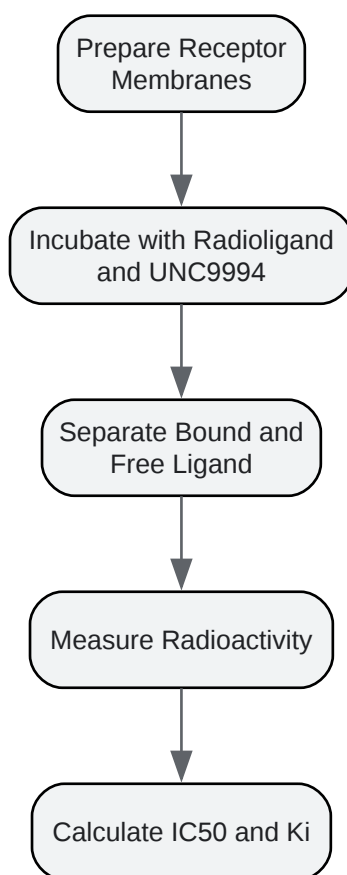 Prepare Receptor
Membranes
Incubate with Radioligand
and UNC9994
Separate Bound and
Free Ligand
Measure Radioactivity
Calculate IC50 and Ki